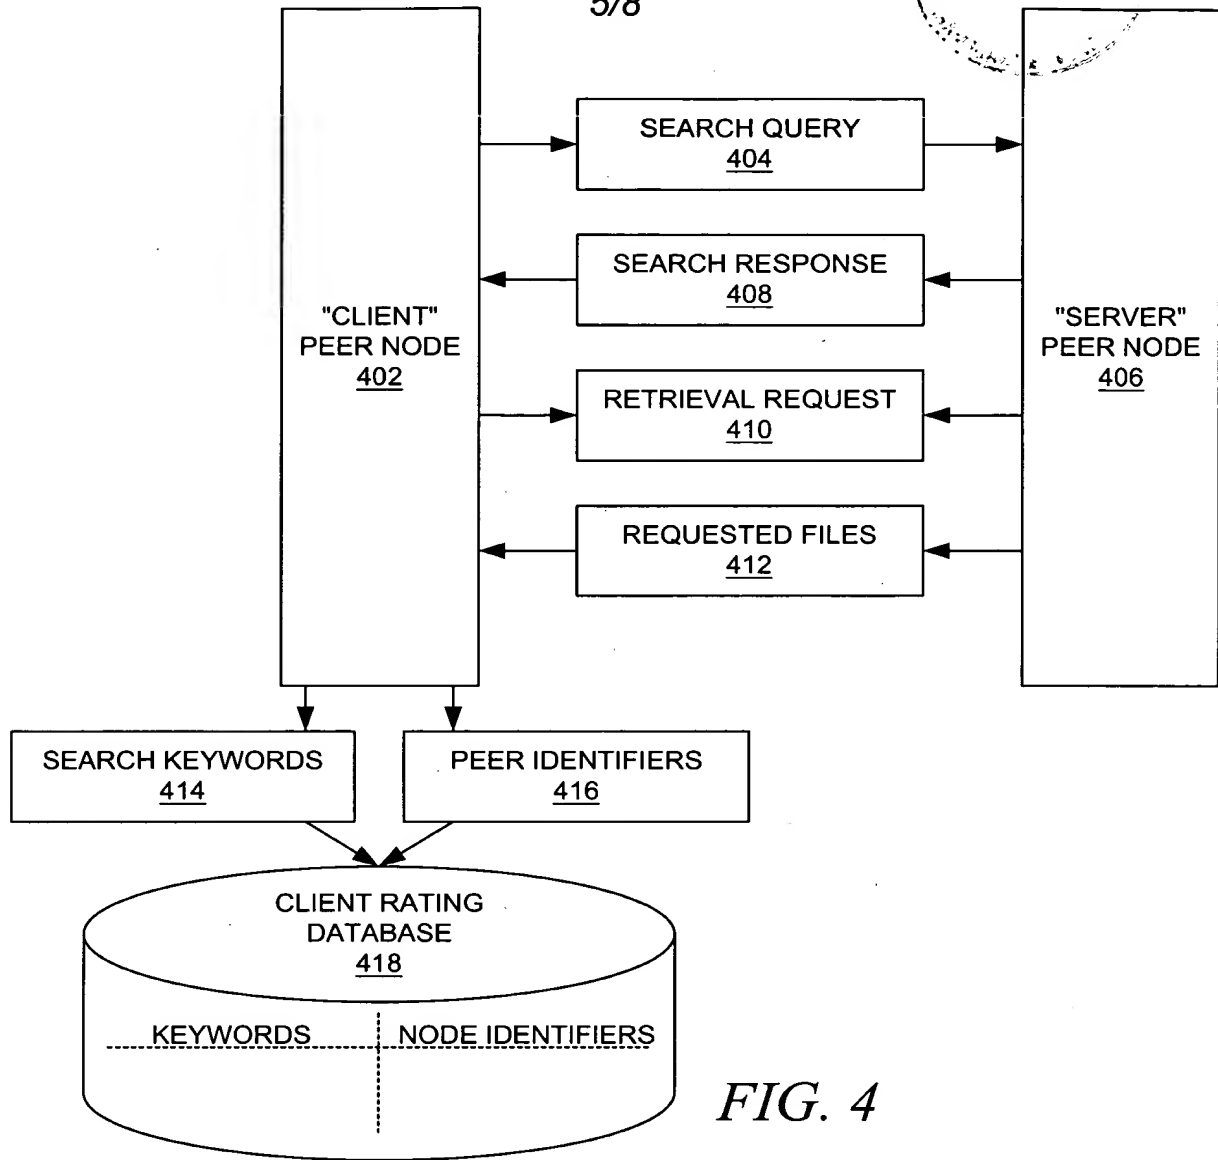 5/8
SEARCH QUERY
404
SEARCH RESPONSE
408
"CLIENT"
PEER NODE
402
"SERVER"
PEER NODE
406
RETRIEVAL REQUEST
410
REQUESTED FILES
412
SEARCH KEYWORDS
414
PEER IDENTIFIERS
416
CLIENT RATING
DATABASE
418
KEYWORDS NODE IDENTIFIERS
FIG. 4